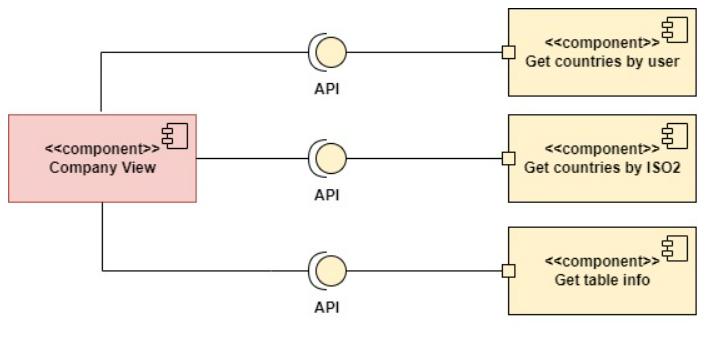 <<component>>
Get countries by user
API
<<component>>
Company View
API
<<component>>
Get countries by ISO2
API
<<component>>
Get table info